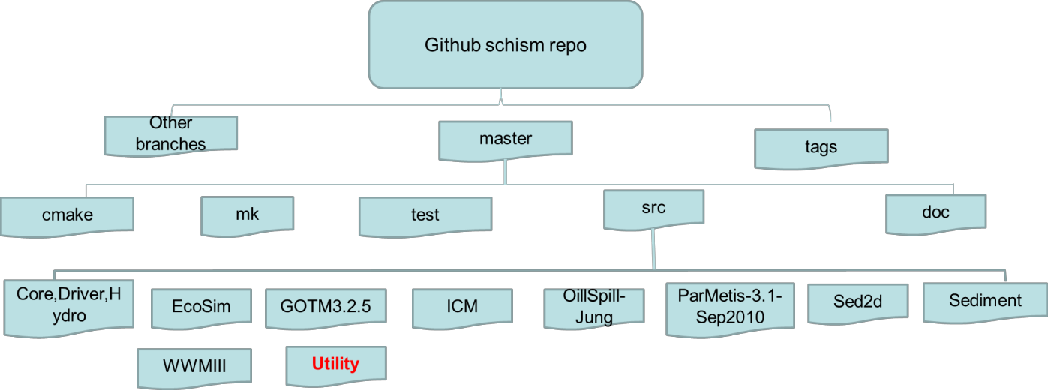 Github schism repo
Other
branches
master
tags
cmake
mk
test
src
doc
Core,Driver,H
ydro
EcoSim
GOTM3.2.5
ICM
OillSpill-
Jung
ParMetis-3.1-
Sep2010
Sed2d
Sediment
WWMIII
Utility